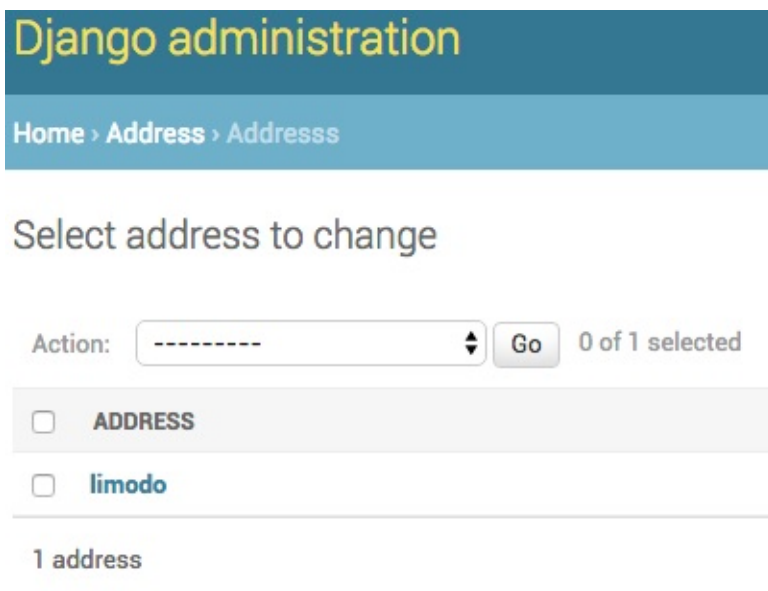 Django administration
Home › Address › Addresss
Select address to change
Action: --------- Go 0 of 1 selected
ADDRESS
limodo
1 address